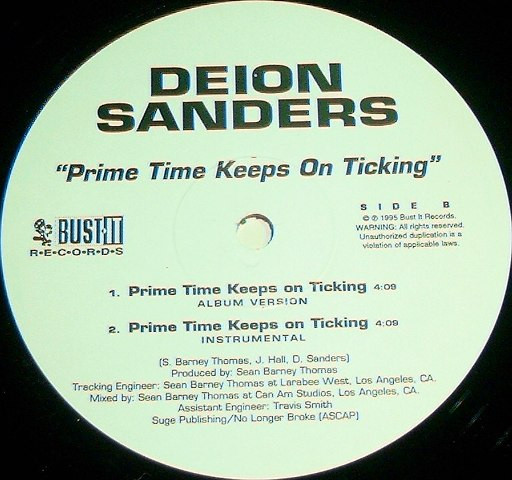 DEION
SANDERS
"Prime Time Keeps On Ticking"
SIDE B
© ℗ 1995 Bust It Records.
WARNING: All rights reserved.
Unauthorized duplication is a
violation of applicable laws.
BUST-IT
R•E•C•O•R•D•S
1. Prime Time Keeps on Ticking 4:09
ALBUM VERSION
2. Prime Time Keeps on Ticking 4:09
INSTRUMENTAL
(S. Barney Thomas, J. Hall, D. Sanders)
Produced by: Sean Barney Thomas
Tracking Engineer: Sean Barney Thomas at Larabee West, Los Angeles, CA.
Mixed by: Sean Barney Thomas at Can Am Studios, Los Angeles, CA.
Assistant Engineer: Travis Smith
Suge Publishing/No Longer Broke (ASCAP)